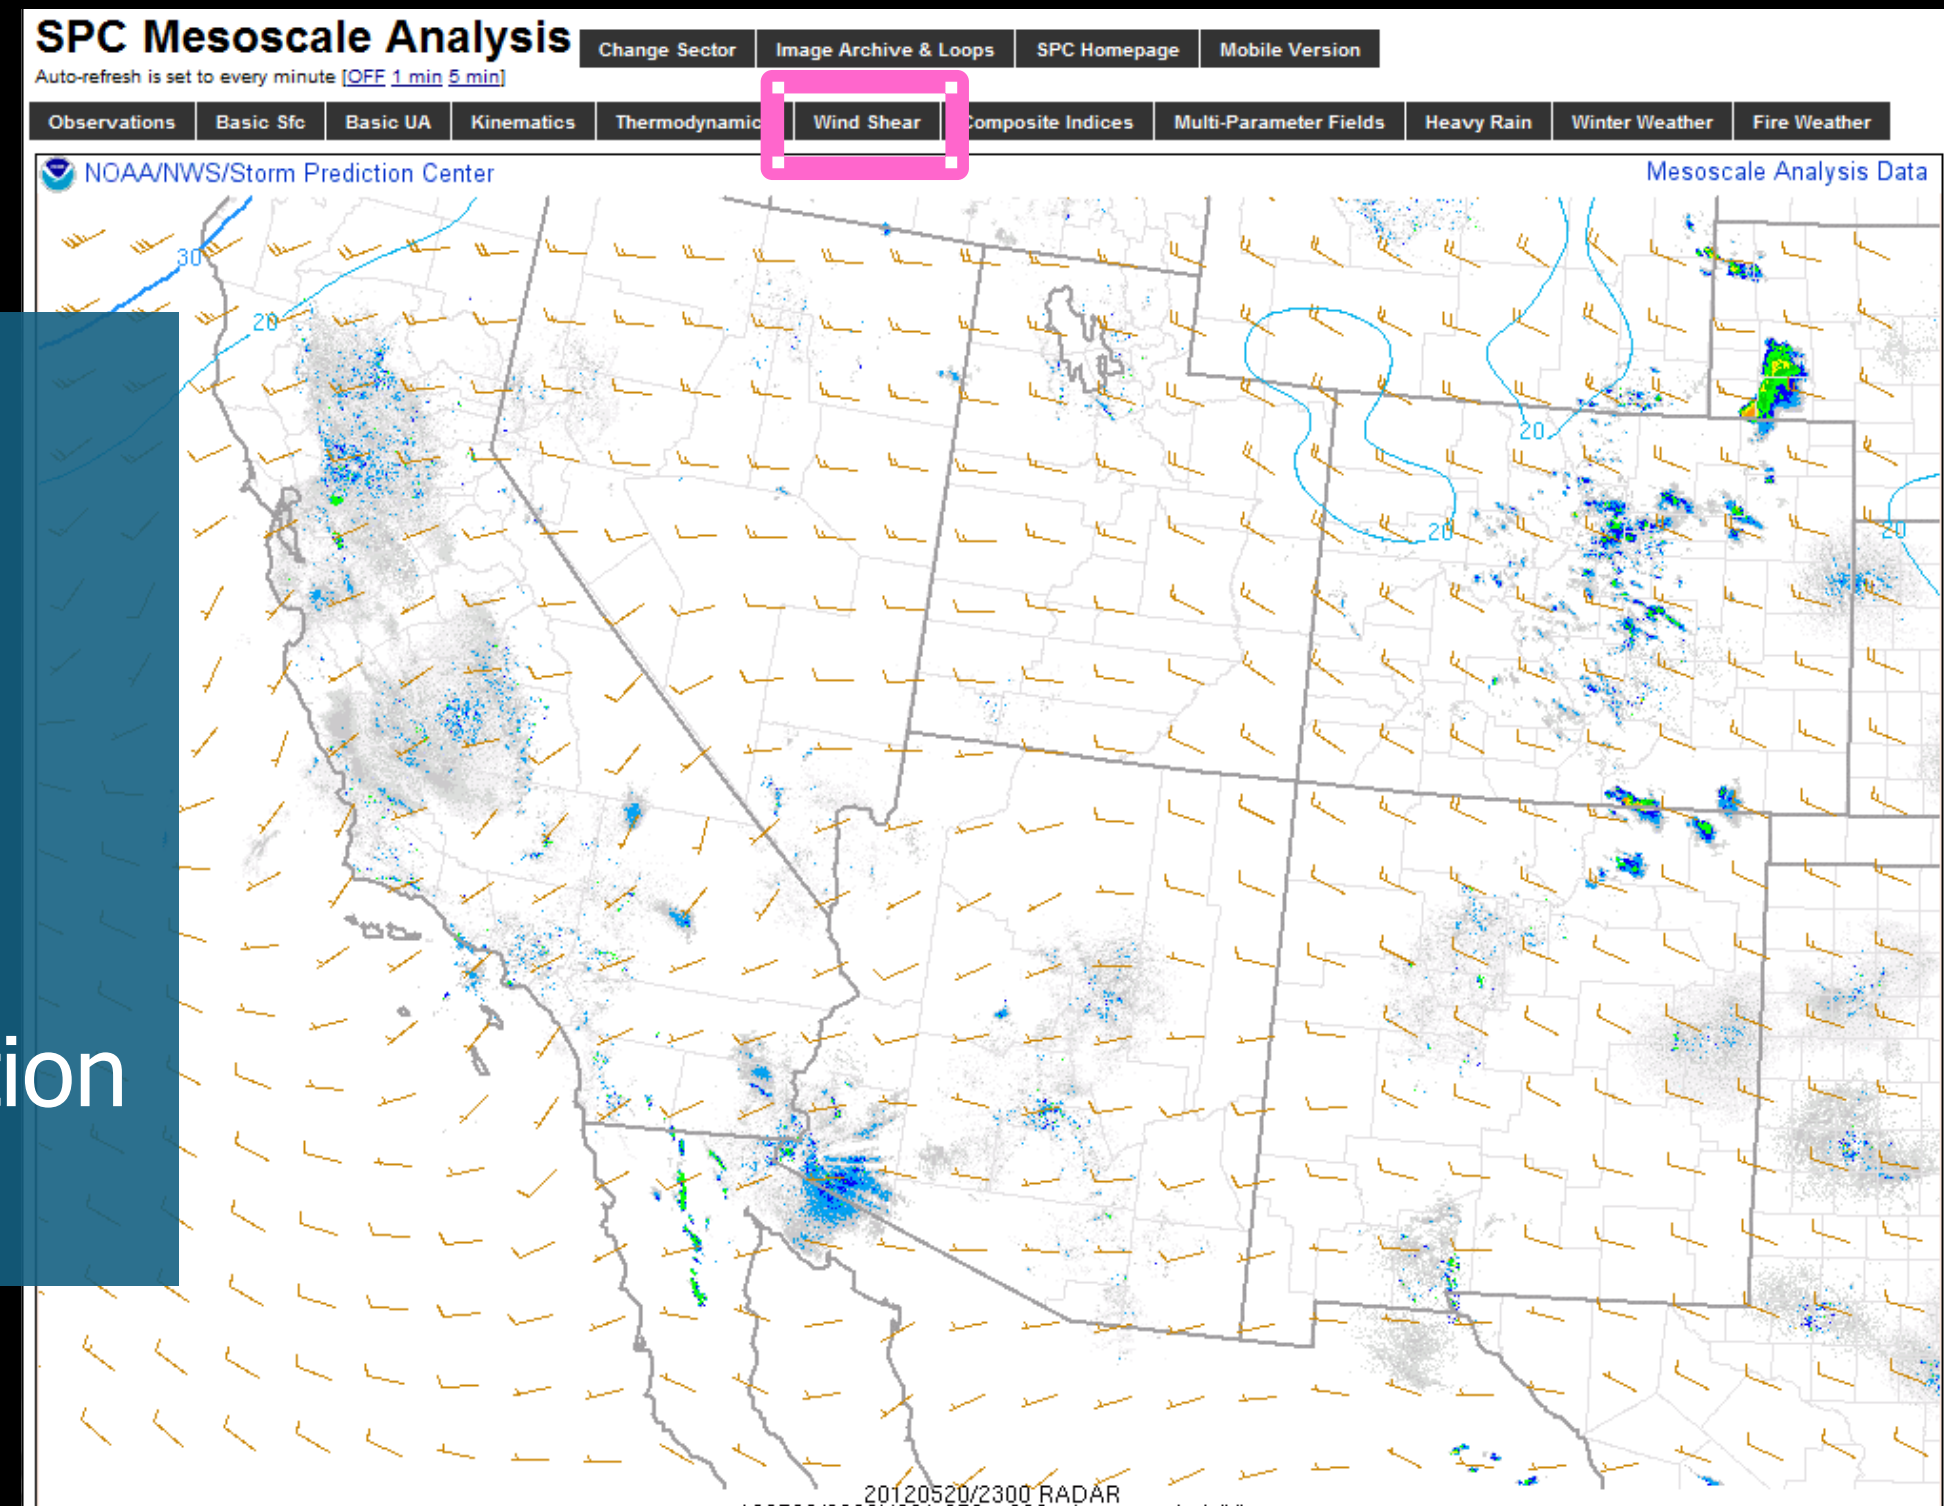 SPC Mesoscale Analysis
Change Sector
Image Archive & Loops
SPC Homepage
Mobile Version
Auto-refresh is set to every minute [OFF 1 min 5 min]
Observations
Basic Sfc
Basic UA
Kinematics
Thermodynamic
Wind Shear
Composite Indices
Multi-Parameter Fields
Heavy Rain
Winter Weather
Fire Weather
NOAA/NWS/Storm Prediction Center
Mesoscale Analysis Data
30
20
20
20
20
20120520/2300 RADAR